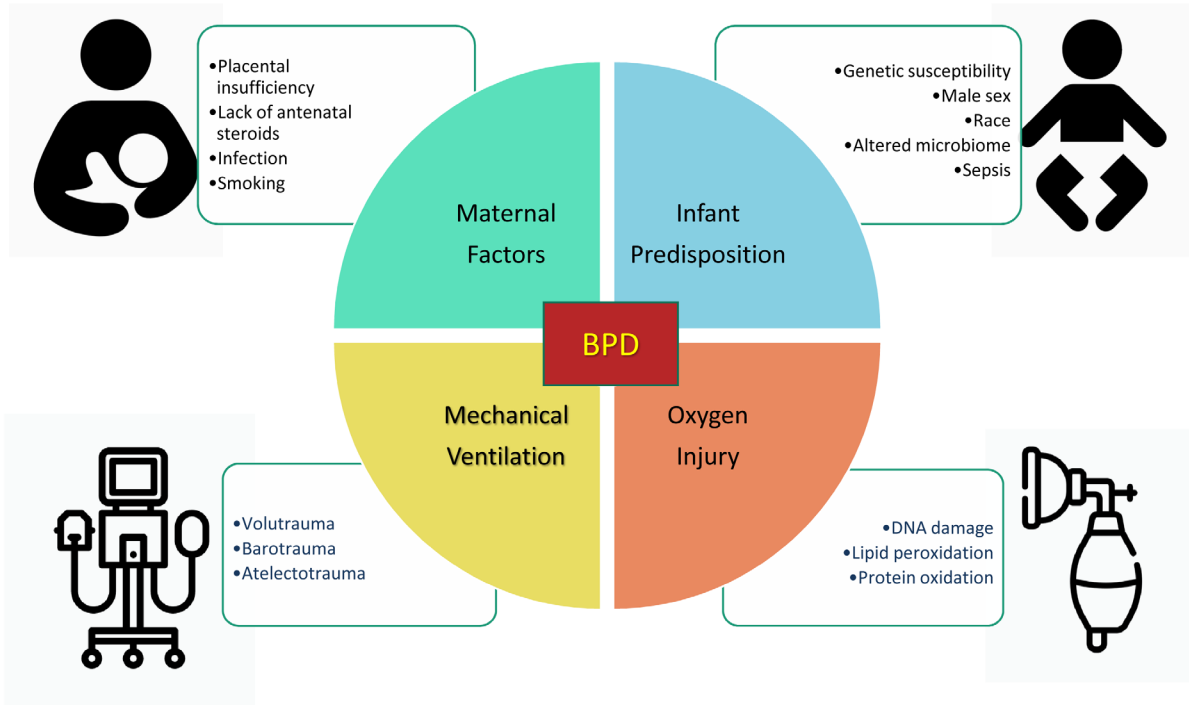 •Placental
insufficiency
•Lack of antenatal
steroids
•Infection
•Smoking
•Genetic susceptibility
•Male sex
•Race
•Altered microbiome
•Sepsis
Maternal
Factors
Infant
Predisposition
BPD
Mechanical
Ventilation
Oxygen
Injury
•Volutrauma
•Barotrauma
•Atelectotrauma
•DNA damage
•Lipid peroxidation
•Protein oxidation